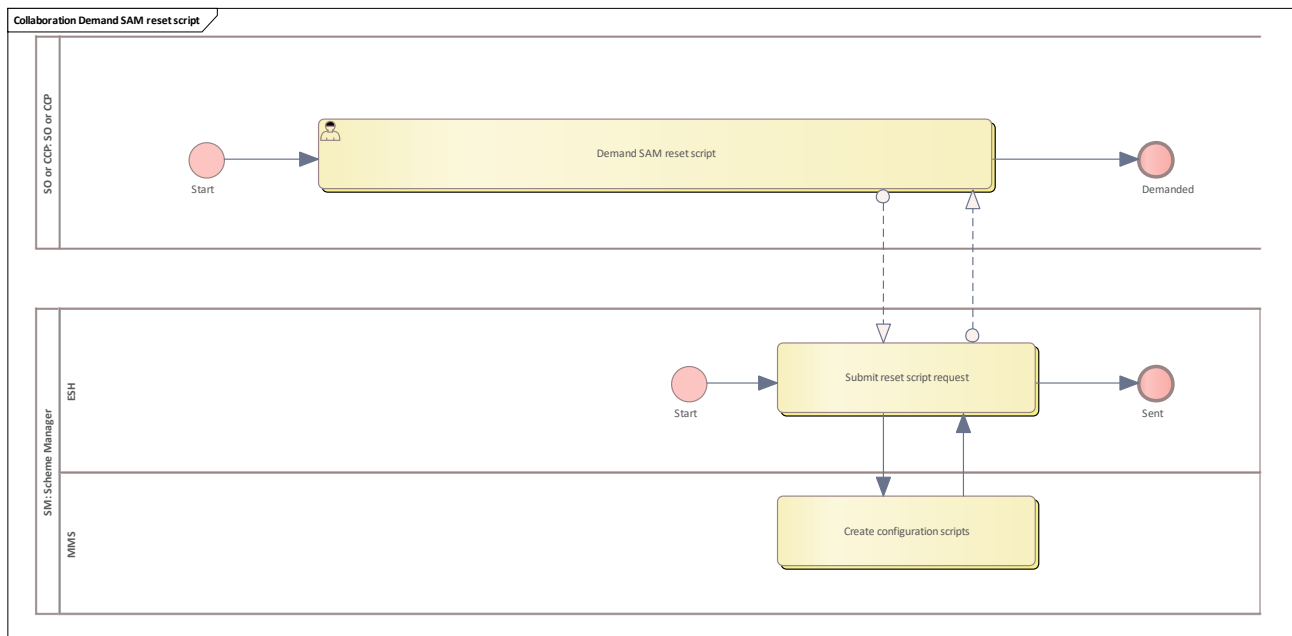 Collaboration Demand SAM reset script
SO or CCP: SO or CCP
Demand SAM reset script
Start
Demanded
SM: Scheme Manager
ESH
Submit reset script request
Start
Sent
MMS
Create configuration scripts